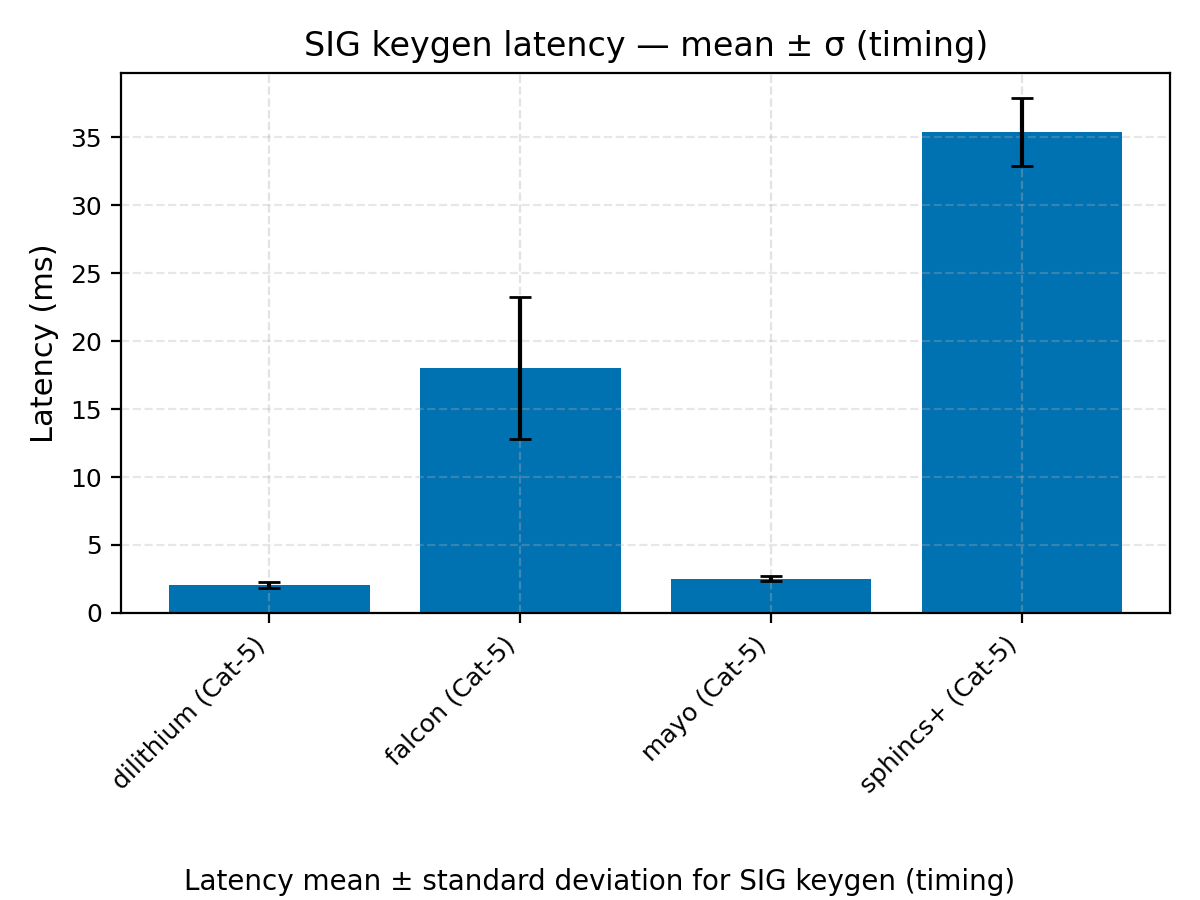 SIG keygen latency — mean ± σ (timing)
Latency (ms)
35
30
25
20
15
10
5
0
dilithium (Cat-5)
falcon (Cat-5)
mayo (Cat-5)
sphincs+ (Cat-5)
Latency mean ± standard deviation for SIG keygen (timing)